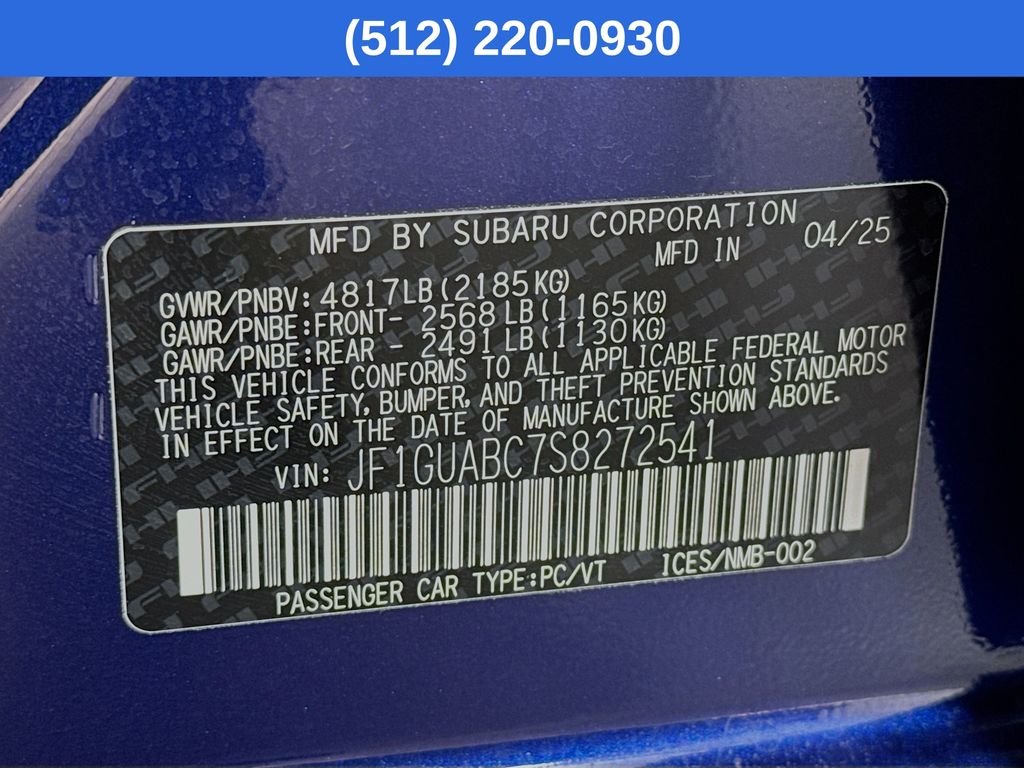 (512) 220-0930
MFD BY SUBARU CORPORATION
MFD IN 04/25
GVWR/PNBV: 4817LB(2185KG)
GAWR/PNBE:FRONT- 2568 LB(1165KG)
GAWR/PNBE:REAR - 2491 LB(1130KG)
THIS VEHICLE CONFORMS TO ALL APPLICABLE FEDERAL MOTOR
VEHICLE SAFETY, BUMPER, AND THEFT PREVENTION STANDARDS
IN EFFECT ON THE DATE OF MANUFACTURE SHOWN ABOVE.
VIN: JF1GUABC7S8272541
PASSENGER CAR TYPE:PC/VT ICES/NMB-002